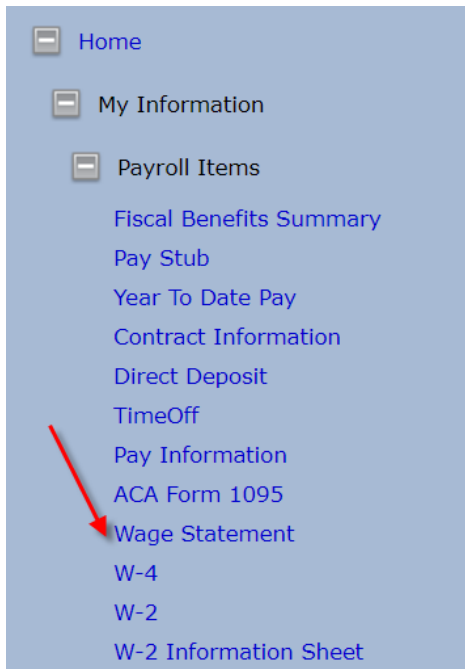 Home
My Information
Payroll Items
Fiscal Benefits Summary
Pay Stub
Year To Date Pay
Contract Information
Direct Deposit
TimeOff
Pay Information
ACA Form 1095
Wage Statement
W-4
W-2
W-2 Information Sheet